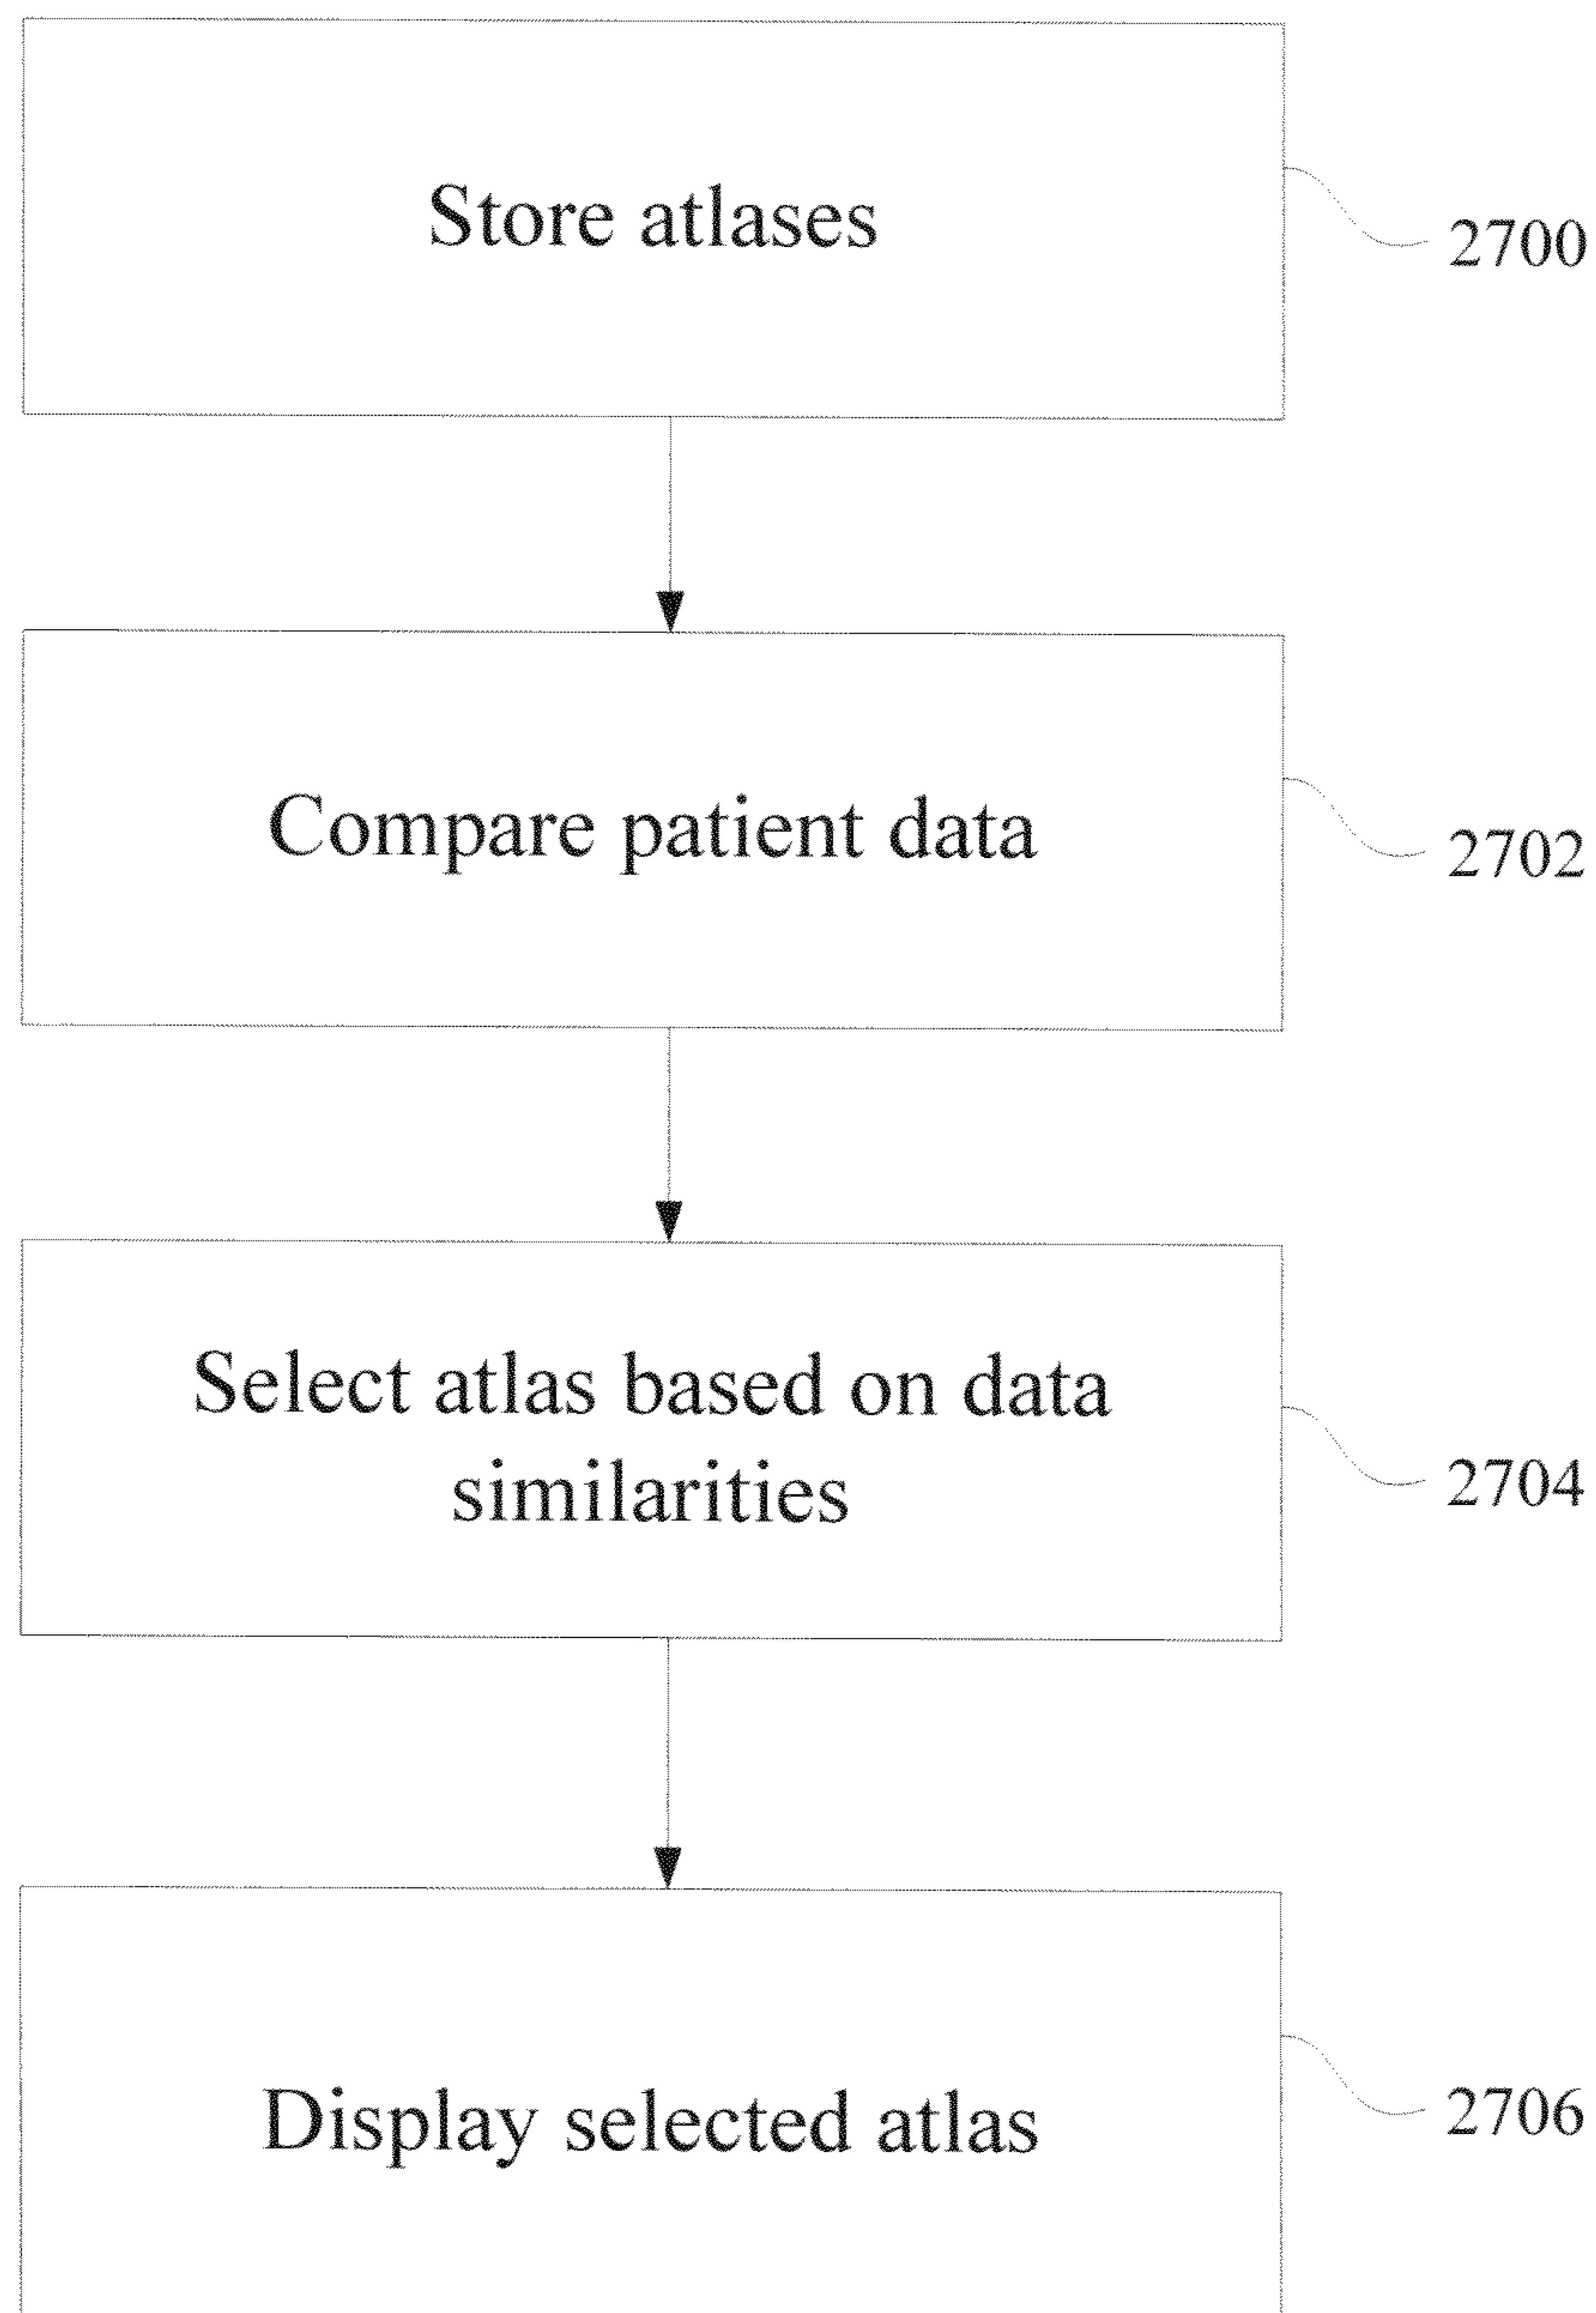 Store atlases
2700
Compare patient data
2702
Select atlas based on data
similarities
2704
Display selected atlas
2706